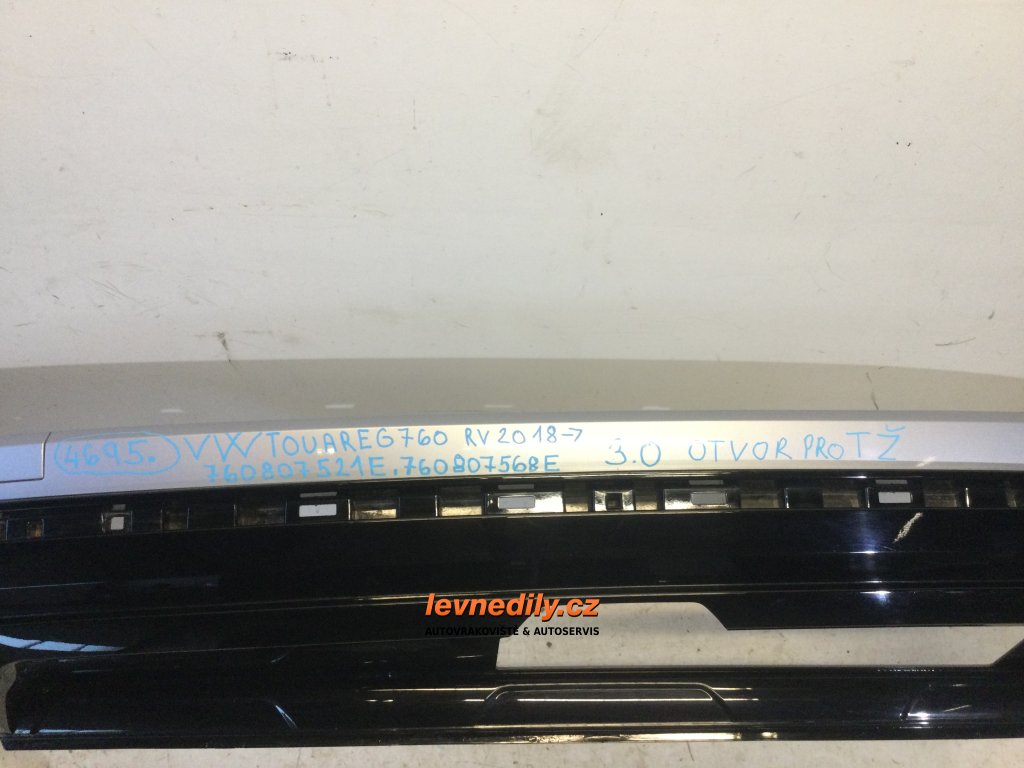 4695. VW TOUAREG 760 RV 2018→
760807521E, 760807568E 3.0 OTVOR PRO TŽ
levnedily.cz
AUTOVRAKOVIŠTĚ & AUTOSERVIS